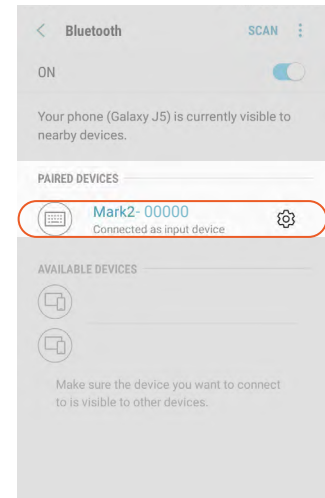 Bluetooth
SCAN
ON
Your phone (Galaxy J5) is currently visible to
nearby devices.
PAIRED DEVICES
Mark2- 00000
Connected as input device
AVAILABLE DEVICES
Make sure the device you want to connect
to is visible to other devices.